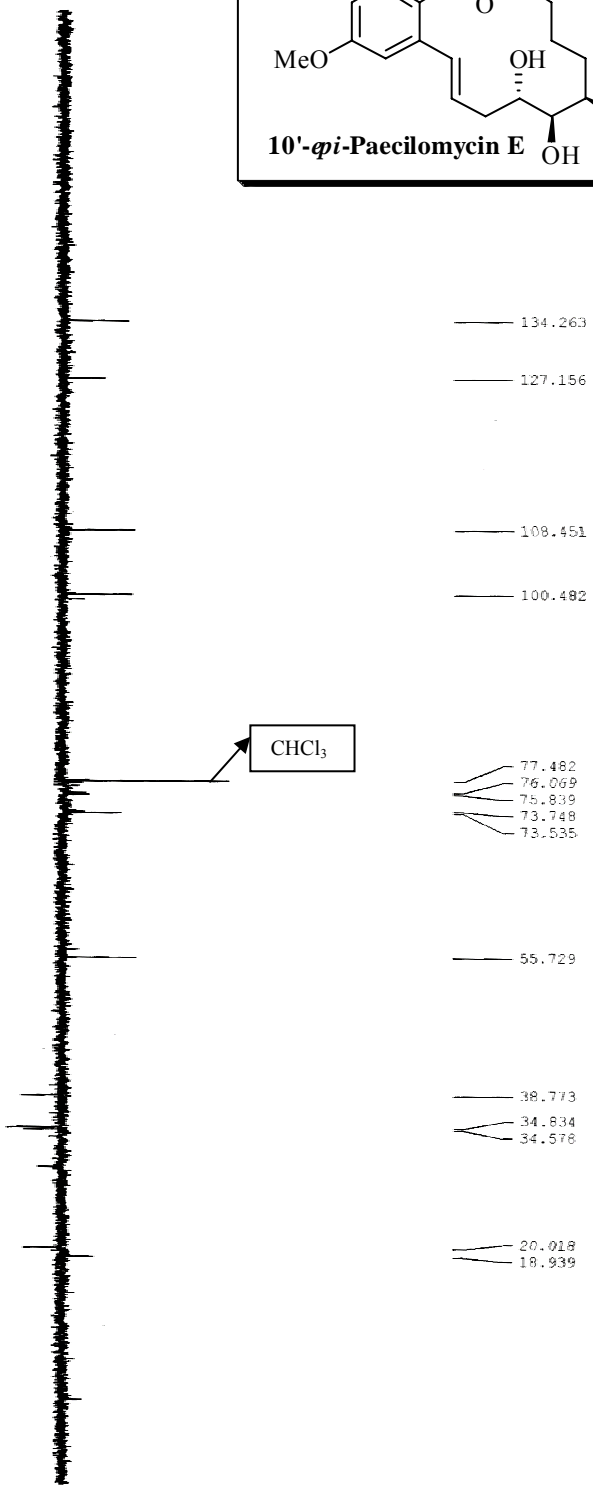 O
MeO
OH
10'-epi-Paecilomycin E
OH
134.263
127.156
108.451
100.482
CHCl₃
77.482
76.069
75.839
73.748
73.535
55.729
38.773
34.834
34.578
20.018
18.939